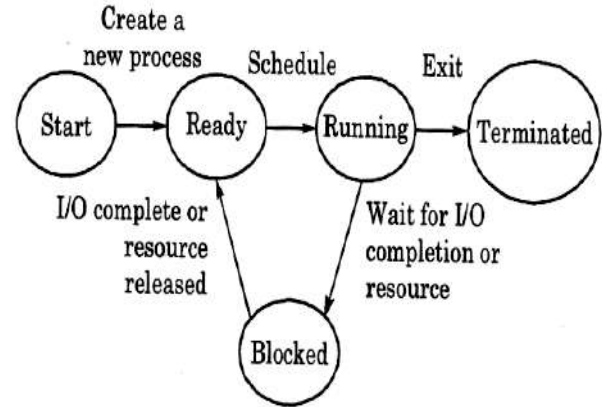 Create a
new process
Schedule
Exit
Start
Ready
Running
Terminated
I/O complete or
resource
released
Wait for I/O
completion or
resource
Blocked